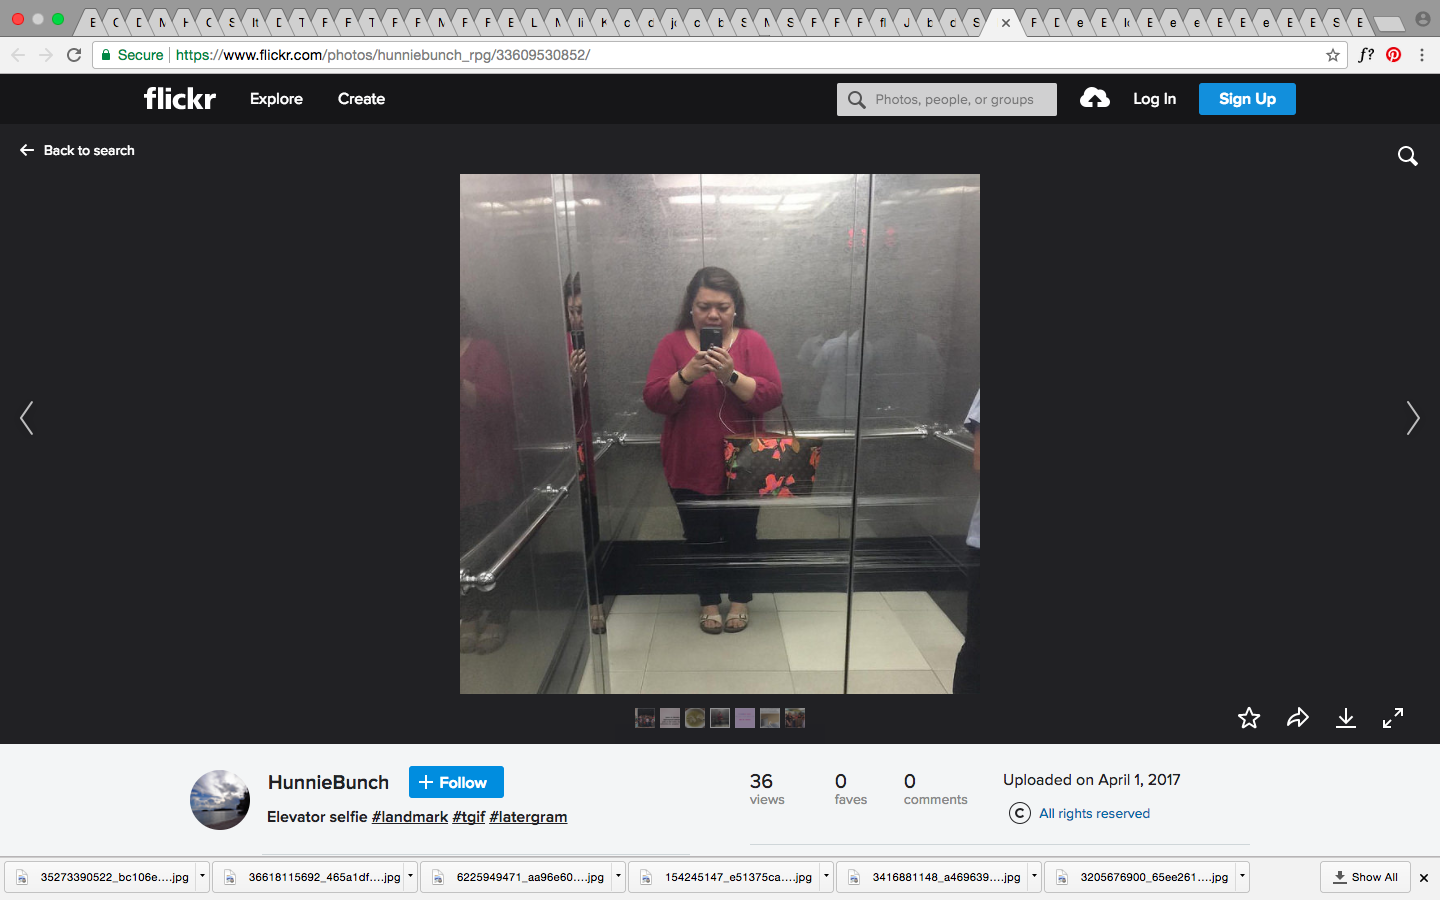 Secure
https://www.flickr.com/photos/hunniebunch_rpg/33609530852/
f?
flickr
Explore
Create
Photos, people, or groups
Log In
Sign Up
Back to search
HunnieBunch
+ Follow
Elevator selfie #landmark #tgif #latergram
36
views
0
faves
0
comments
Uploaded on April 1, 2017
© All rights reserved
35273390522_bc106e....jpg
36618115692_465a1df....jpg
6225949471_aa96e60....jpg
154245147_e51375ca....jpg
3416881148_a469639....jpg
3205676900_65ee261....jpg
Show All